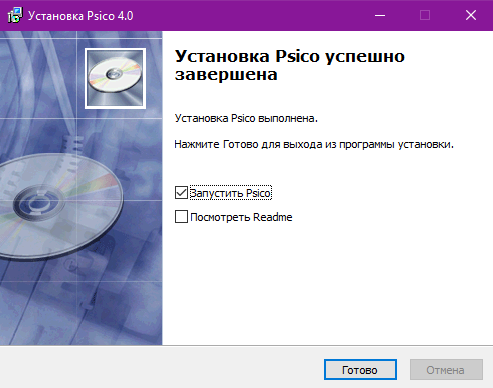 Установка Psico 4.0
Установка Psico успешно
завершена
Установка Psico выполнена.
Нажмите Готово для выхода из программы установки.
Запустить Psico
Посмотреть Readme
Готово
Отмена